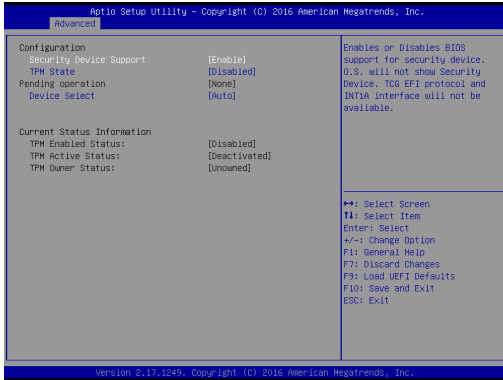 Aptio Setup Utility – Copyright (C) 2016 American Megatrends, Inc.
Advanced
Configuration
Security Device Support [Enable]
TPM State [Disabled]
Pending operation [None]
Device Select [Auto]
Current Status Information
TPM Enabled Status: [Disabled]
TPM Active Status: [Deactivated]
TPM Owner Status: [Unowned]
Enables or Disables BIOS
support for security device.
O.S. will not show Security
Device. TCG EFI protocol and
INT1A interface will not be
available.
↔: Select Screen
↑↓: Select Item
Enter: Select
+/-: Change Option
F1: General Help
F7: Discard Changes
F9: Load UEFI Defaults
F10: Save and Exit
ESC: Exit
Version 2.17.1249. Copyright (C) 2016 American Megatrends, Inc.